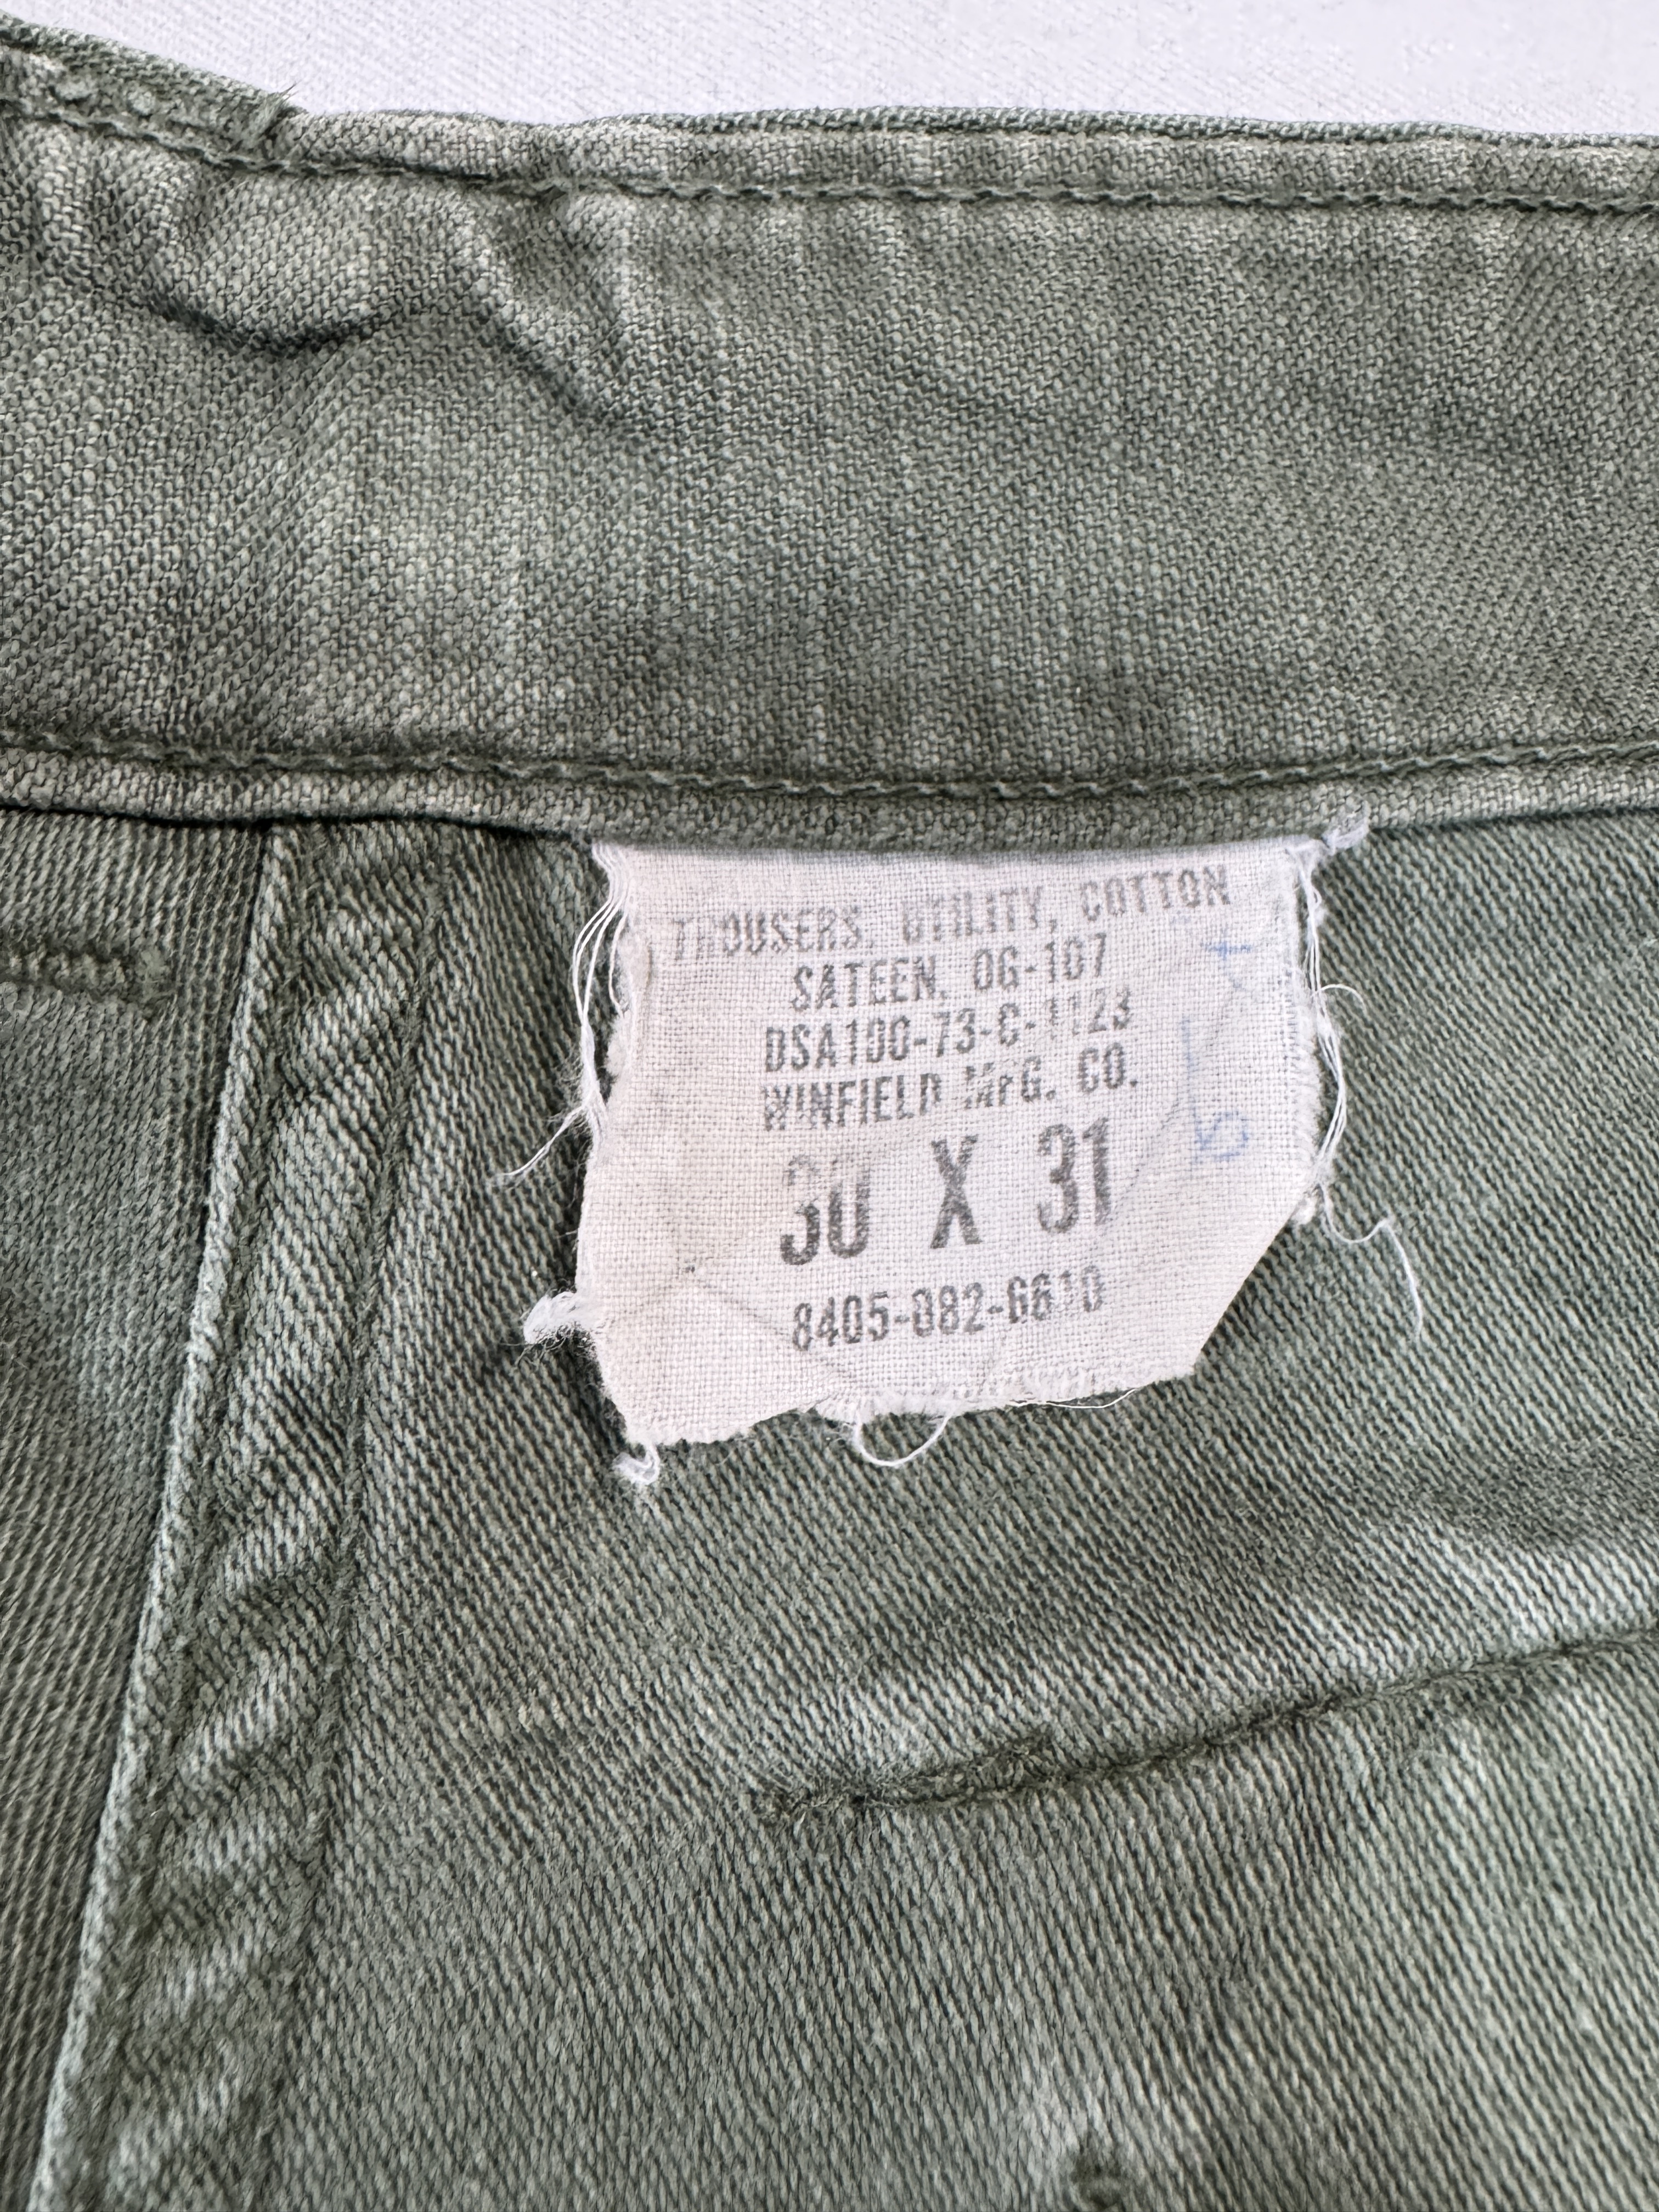 TROUSERS, UTILITY, COTTON
SATEEN, OG-107
DSA100-73-C-1123
WINFIELD MFG. CO.
30 X 31
8405-082-6610